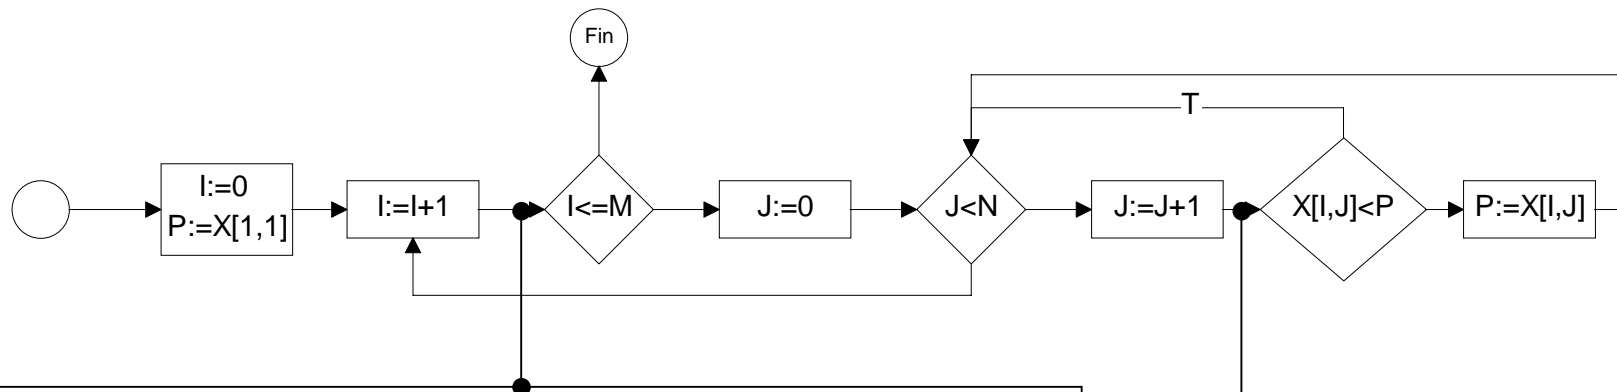 Fin
T
I:=0
P:=X[1,1]
I:=I+1
I<=M
J:=0
J<N
J:=J+1
X[I,J]<P
P:=X[I,J]